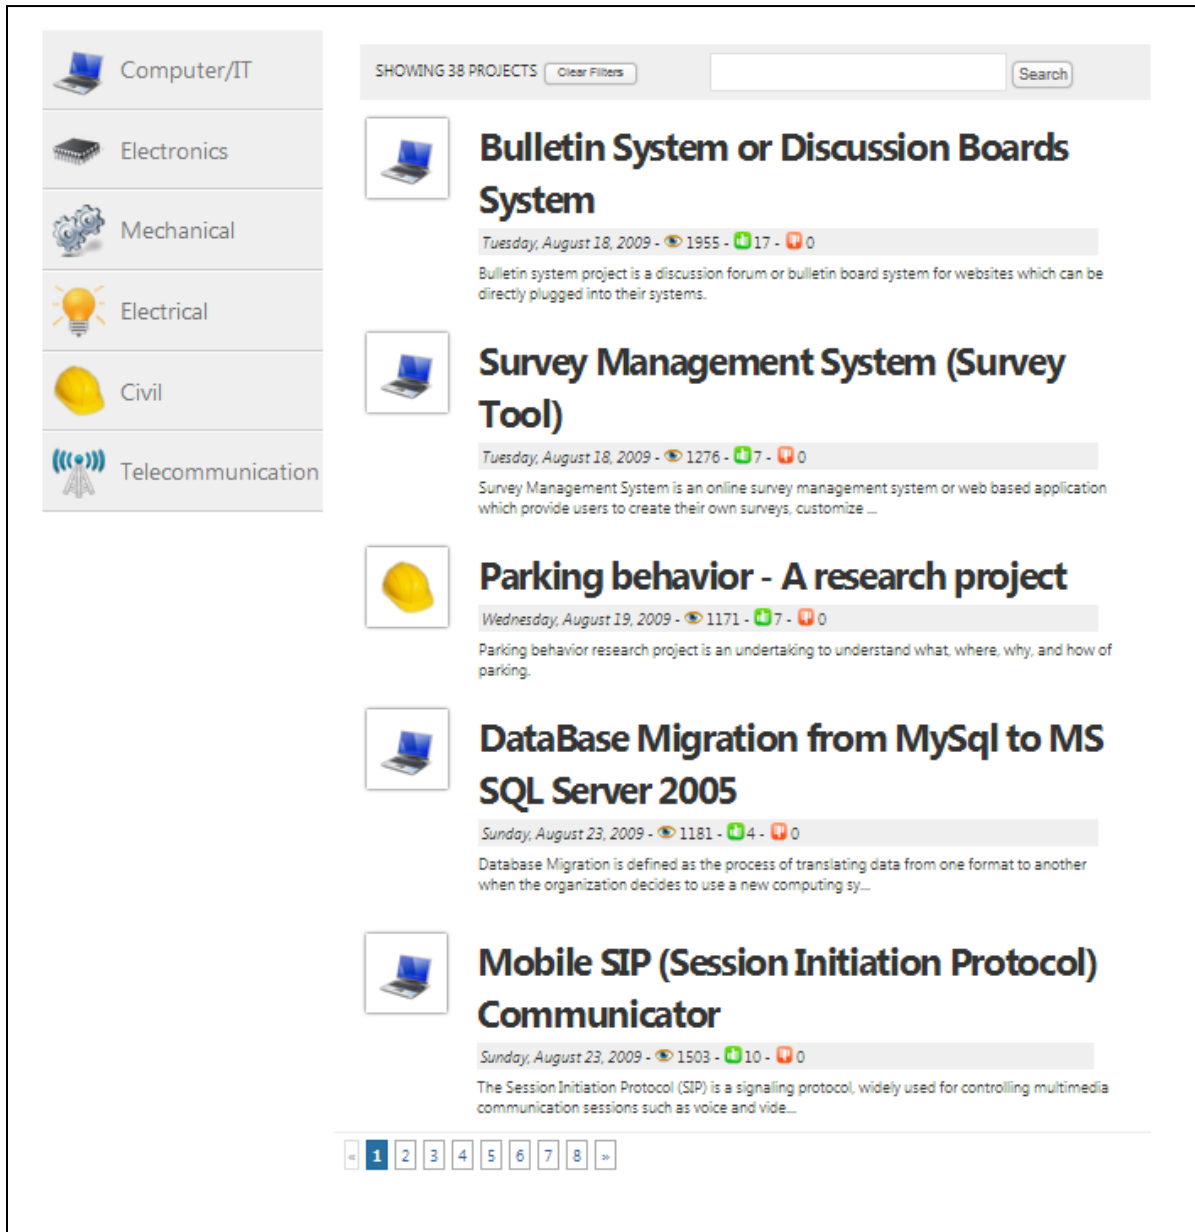 Computer/IT
Electronics
Mechanical
Electrical
Civil
Telecommunication
SHOWING 38 PROJECTS Clear Filters Search
Bulletin System or Discussion Boards
System
Tuesday, August 18, 2009 - 1955 - 17 - 0
Bulletin system project is a discussion forum or bulletin board system for websites which can be
directly plugged into their systems.
Survey Management System (Survey
Tool)
Tuesday, August 18, 2009 - 1276 - 7 - 0
Survey Management System is an online survey management system or web based application
which provide users to create their own surveys, customize ...
Parking behavior - A research project
Wednesday, August 19, 2009 - 1171 - 7 - 0
Parking behavior research project is an undertaking to understand what, where, why, and how of
parking.
DataBase Migration from MySql to MS
SQL Server 2005
Sunday, August 23, 2009 - 1181 - 4 - 0
Database Migration is defined as the process of translating data from one format to another
when the organization decides to use a new computing sy...
Mobile SIP (Session Initiation Protocol)
Communicator
Sunday, August 23, 2009 - 1503 - 10 - 0
The Session Initiation Protocol (SIP) is a signaling protocol, widely used for controlling multimedia
communication sessions such as voice and vide...
« 1 2 3 4 5 6 7 8 »